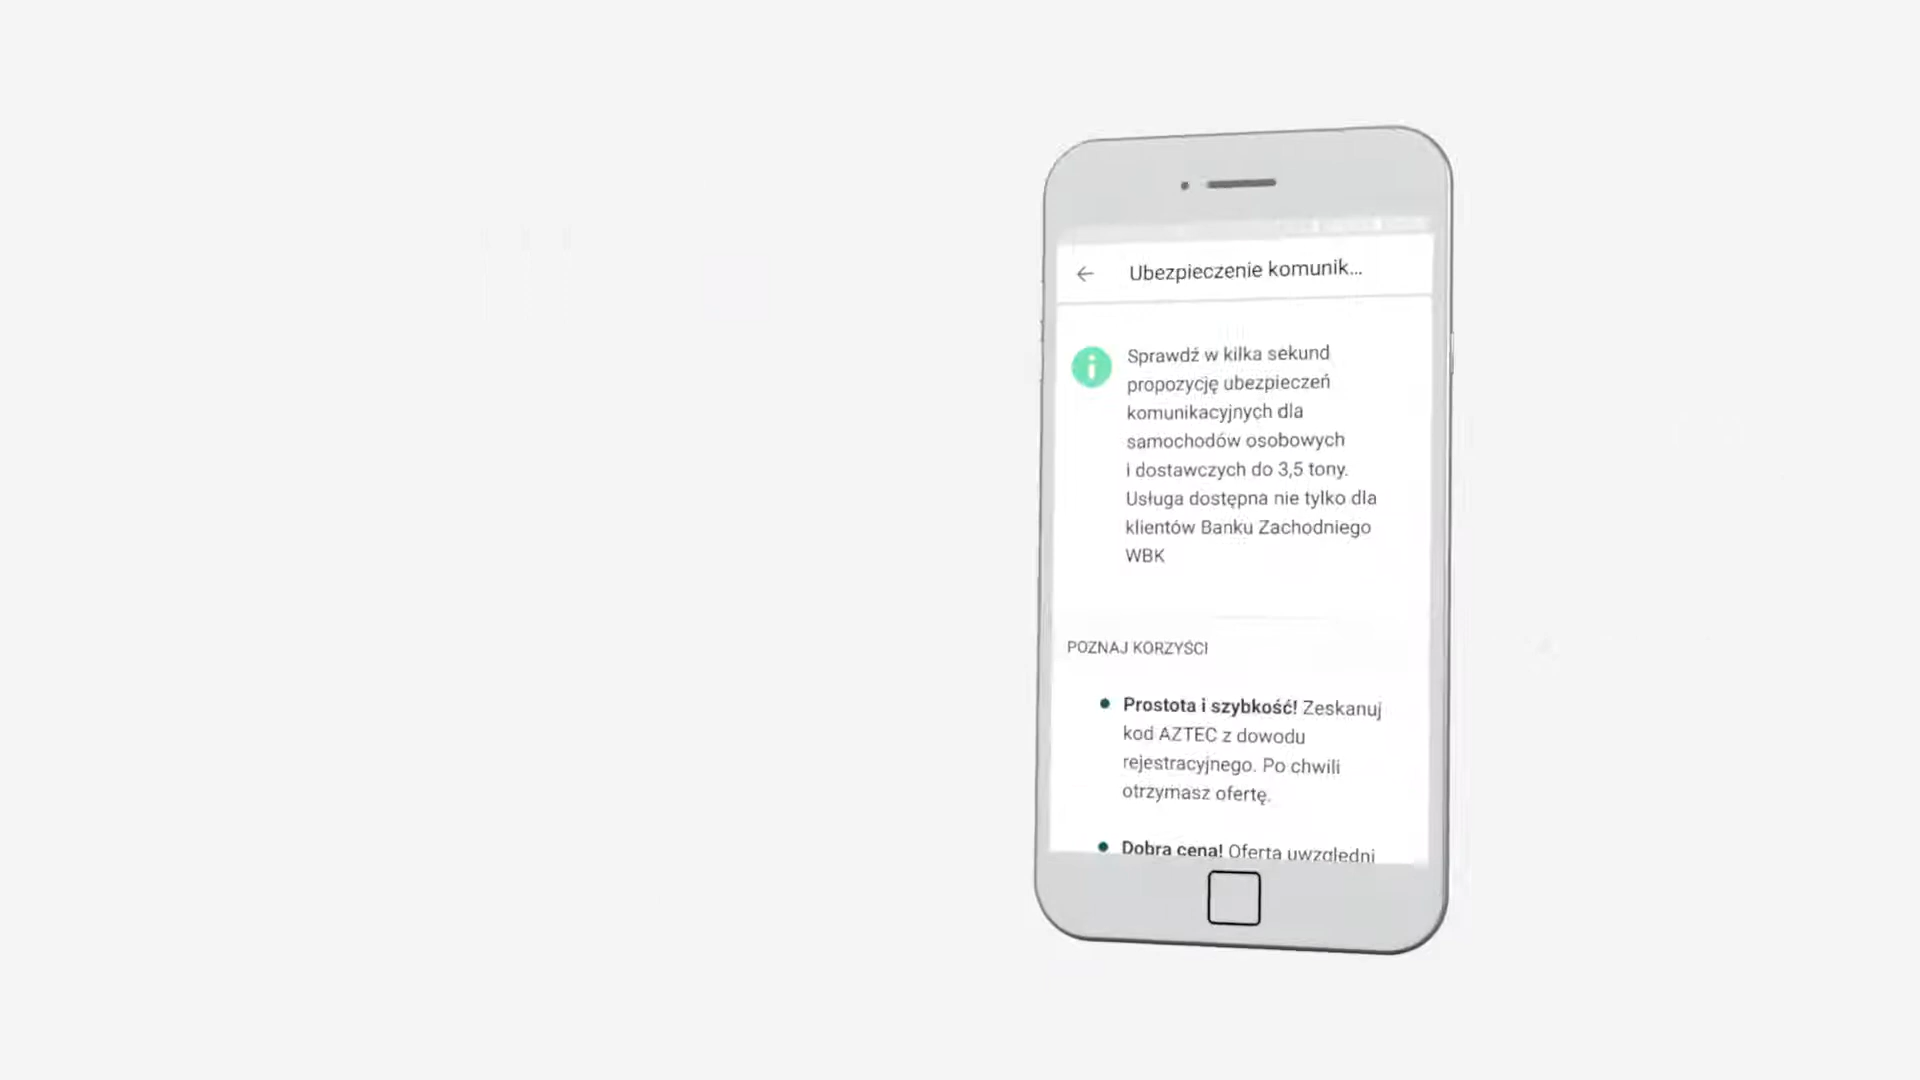 Ubezpieczenie komunik...
Sprawdź w kilka sekund
propozycję ubezpieczeń
komunikacyjnych dla
samochodów osobowych
i dostawczych do 3,5 tony.
Usługa dostępna nie tylko dla
klientów Banku Zachodniego
WBK
POZNAJ KORZYŚCI
Prostota i szybkość! Zeskanuj
kod AZTEC z dowodu
rejestracyjnego. Po chwili
otrzymasz ofertę.
Dobra cena! Oferta uwzględni